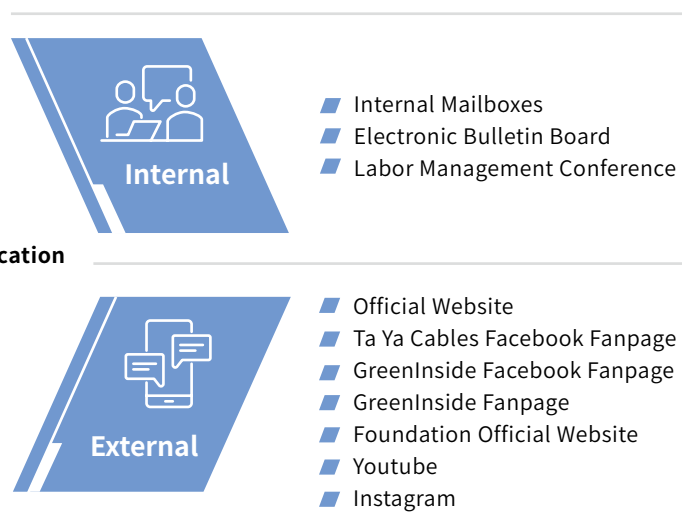 Internal
Internal Mailboxes
Electronic Bulletin Board
Labor Management Conference
cation
External
Official Website
Ta Ya Cables Facebook Fanpage
GreenInside Facebook Fanpage
GreenInside Fanpage
Foundation Official Website
Youtube
Instagram